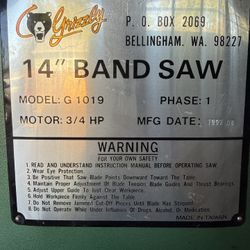 Grizzly
P. O. BOX 2069
BELLINGHAM. WA. 98227
14" BAND SAW
MODEL: G 1019
PHASE: 1
MOTOR: 3/4 HP
MFG DATE:
WARNING
FOR YOUR OWN SAFETY
1. READ AND UNDERSTAND INSTRUCTION MANUAL BEFORE OPERATING SAW.
2. Wear Eye Protection.
3. Be Positive That Saw-Blade Points Downward Toward The Table.
4. Maintain Proper Adjustment Of Blade Tension, Blade Guides And Thrust Bearings.
5. Adjust Upper Guide To Just Clear Workpiece.
6. Hold Workpiece Firmly Against The Table.
7. Do Not Remove Jammed Cut-Off Pieces Until Blade Has Stopped.
8. Do Not Operate While Under Influence Of Drugs, Alcohol, Or Medication.
MADE IN TAIWAN